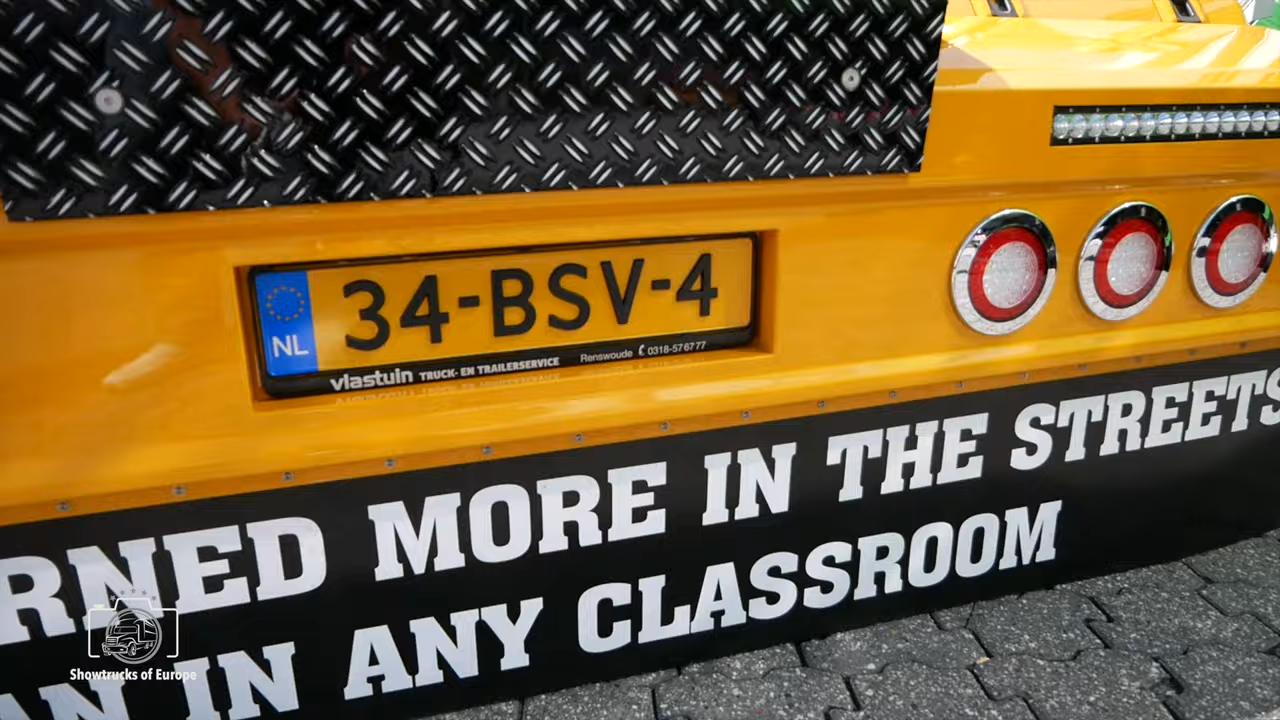 34-BSV-4
NL
vlastuin TRUCK- EN TRAILERSERVICE Renswoude 0318-576777
RNED MORE IN THE STREETS
AN IN ANY CLASSROOM
Showtrucks of Europe